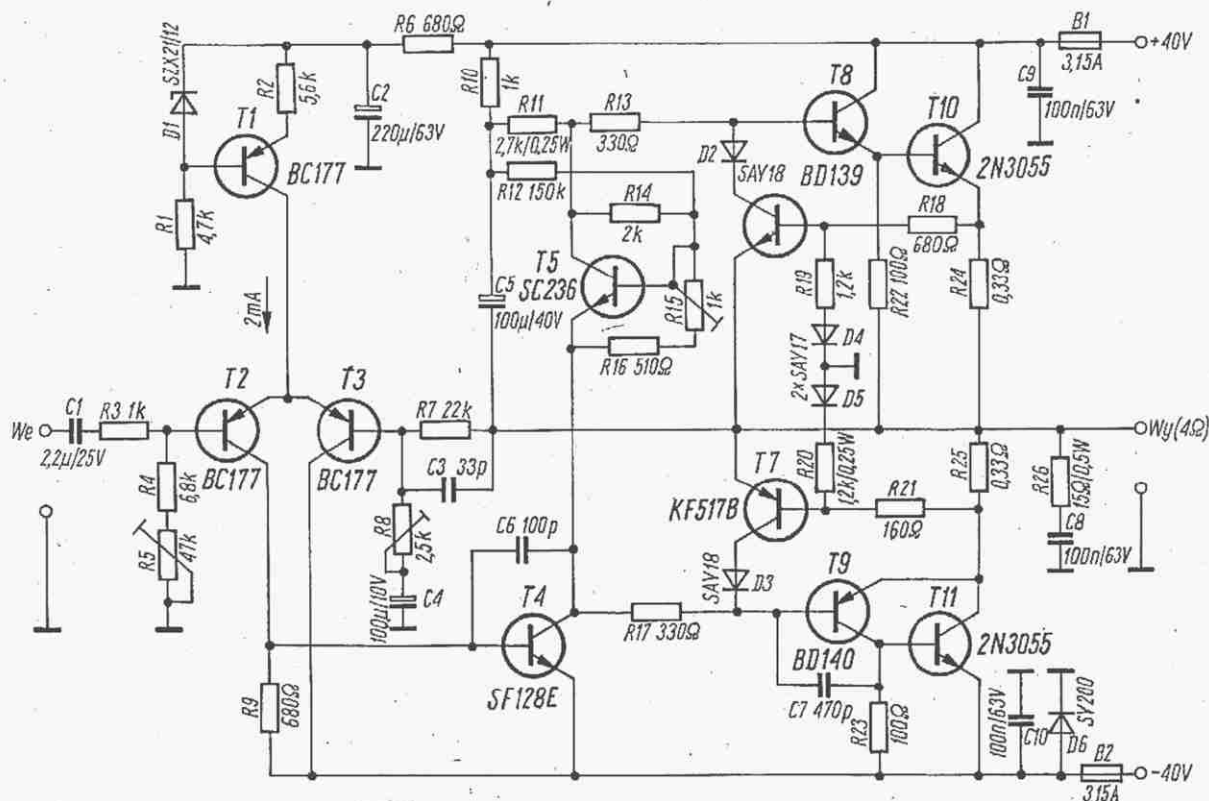 R6 680Ω
B1
+40V
3,15A
SZX21/12
D1
R2
5,6k
C2
220µ/63V
R10
1k
T8
C9
100n/63V
T1
R11
2,7k/0,25W
R13
330Ω
T10
BC177
D2
SAY18
BD139
2N3055
R12 150k
R14
2k
R18
680Ω
R1
4,7k
T5
SC236
C5
100µ/40V
R15
1k
R19
1,2k
R22 100Ω
R24
0,33Ω
2mA
D4
2×SAY17
R16 510Ω
D5
T2
T3
We
C1
R3 1k
R7 22k
Wy(4Ω)
2,2µ/25V
BC177
BC177
C3 33p
T7
R20
1,2k/0,25W
R25
0,33Ω
R26
15Ω/0,5W
R4
6,8k
KF517B
R21
160Ω
R8
2,5k
C6 100p
C8
100n/63V
R5
47k
SAY18
D3
100µ/10V
C4
T4
T9
T11
R17 330Ω
2N3055
BD140
SF128E
C7 470p
R9
680Ω
R23
100Ω
100n/63V
C10
SY200
D6
B2
-40V
315A